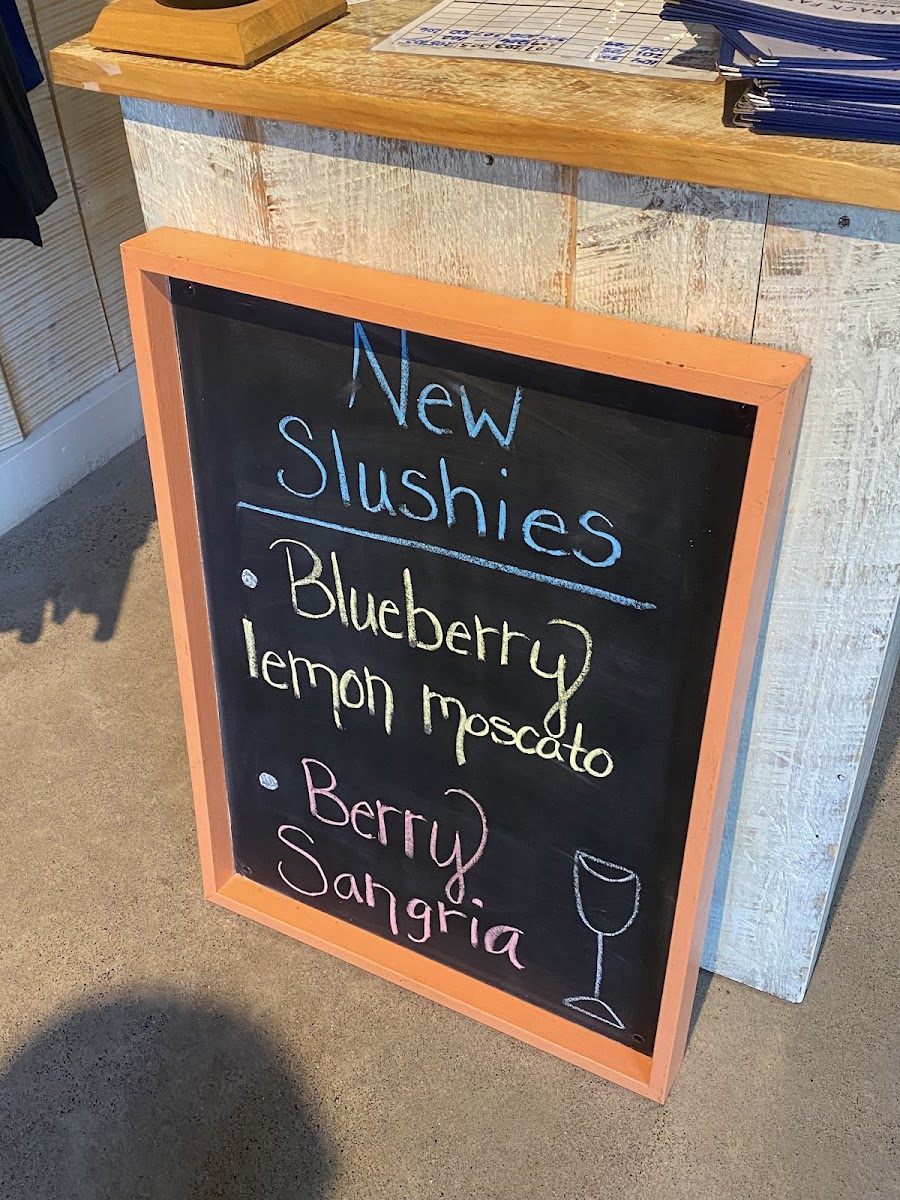 New
Slushies
• Blueberry
lemon moscato
• Berry
Sangria